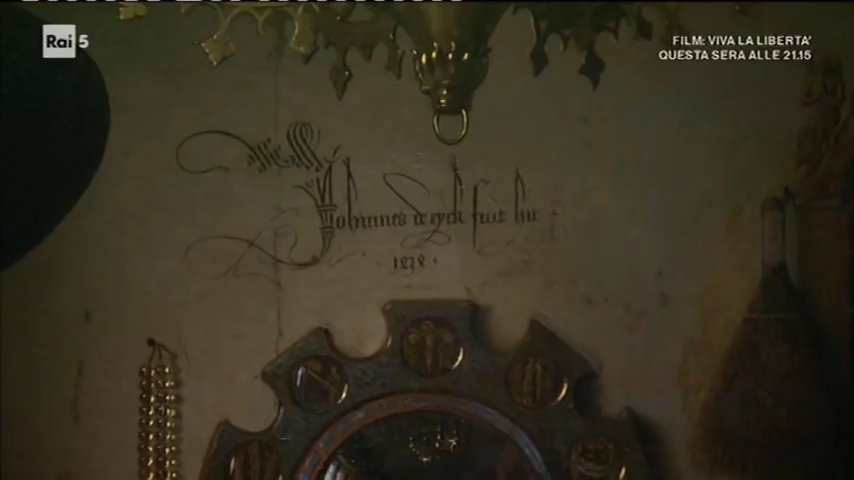 Rai 5
FILM: VIVA LA LIBERTA'
QUESTA SERA ALLE 21.15
Johannes de eyck fuit hic
1434